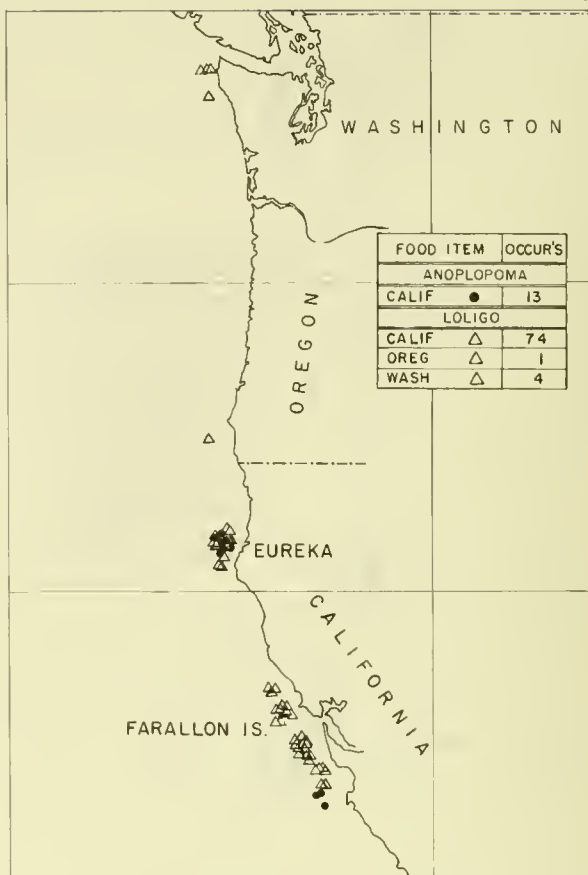 WASHINGTON
FOOD ITEM OCCUR'S
ANOPLOPOMA
CALIF ● 13
LOLIGO
CALIF △ 74
OREG △ 1
WASH △ 4
OREGON
EUREKA
CALIFORNIA
FARALLON IS.